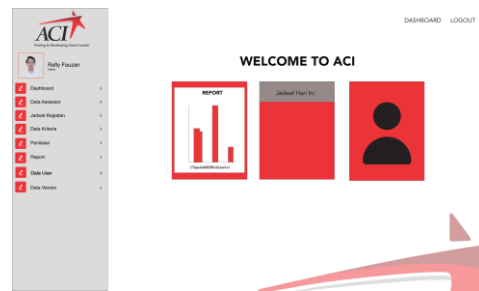 ACI
Finding & Developing Great Leader
Rafly Fauzan
Dashboard
Data Assessor
Jadwal Kegiatan
Data Kriteria
Penilaian
Report
Data User
Data Vendor
DASHBOARD LOGOUT
WELCOME TO ACI
REPORT
Jadwal Hari Ini